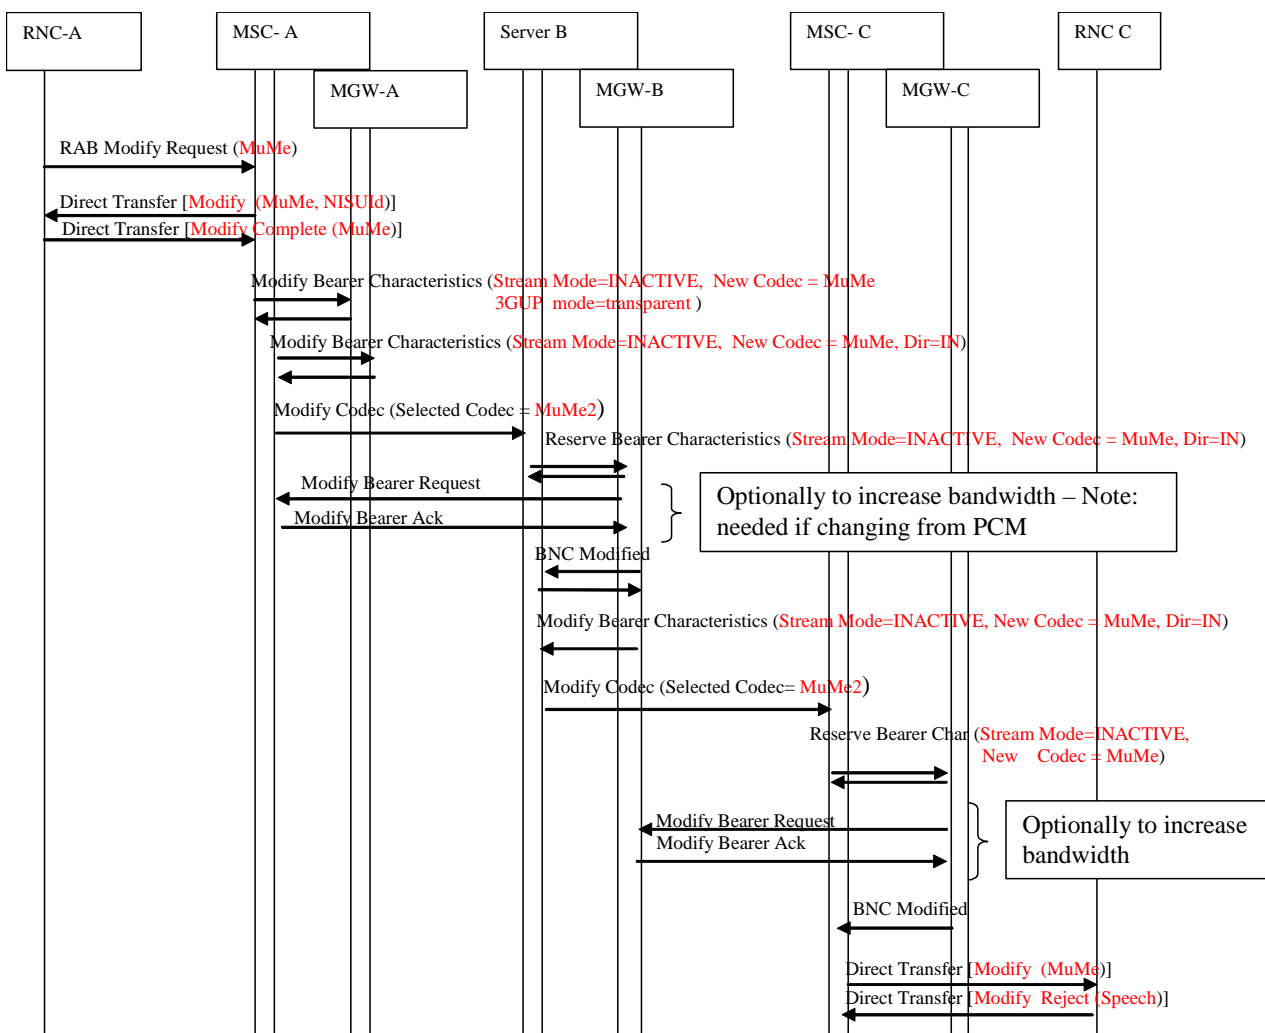 RNC-A
MSC- A
Server B
MSC- C
RNC C
MGW-A
MGW-B
MGW-C
RAB Modify Request (MuMe)
Direct Transfer [Modify (MuMe, NISUId)]
Direct Transfer [Modify Complete (MuMe)]
Modify Bearer Characteristics (Stream Mode=INACTIVE, New Codec = MuMe
3GUP mode=transparent )
Modify Bearer Characteristics (Stream Mode=INACTIVE, New Codec = MuMe, Dir=IN)
Modify Codec (Selected Codec = MuMe2)
Reserve Bearer Characteristics (Stream Mode=INACTIVE, New Codec = MuMe, Dir=IN)
Modify Bearer Request
Modify Bearer Ack
Optionally to increase bandwidth – Note:
needed if changing from PCM
BNC Modified
Modify Bearer Characteristics (Stream Mode=INACTIVE, New Codec = MuMe, Dir=IN)
Modify Codec (Selected Codec= MuMe2)
Reserve Bearer Char (Stream Mode=INACTIVE,
New Codec = MuMe)
Modify Bearer Request
Modify Bearer Ack
Optionally to increase
bandwidth
BNC Modified
Direct Transfer [Modify (MuMe)]
Direct Transfer [Modify Reject (Speech)]